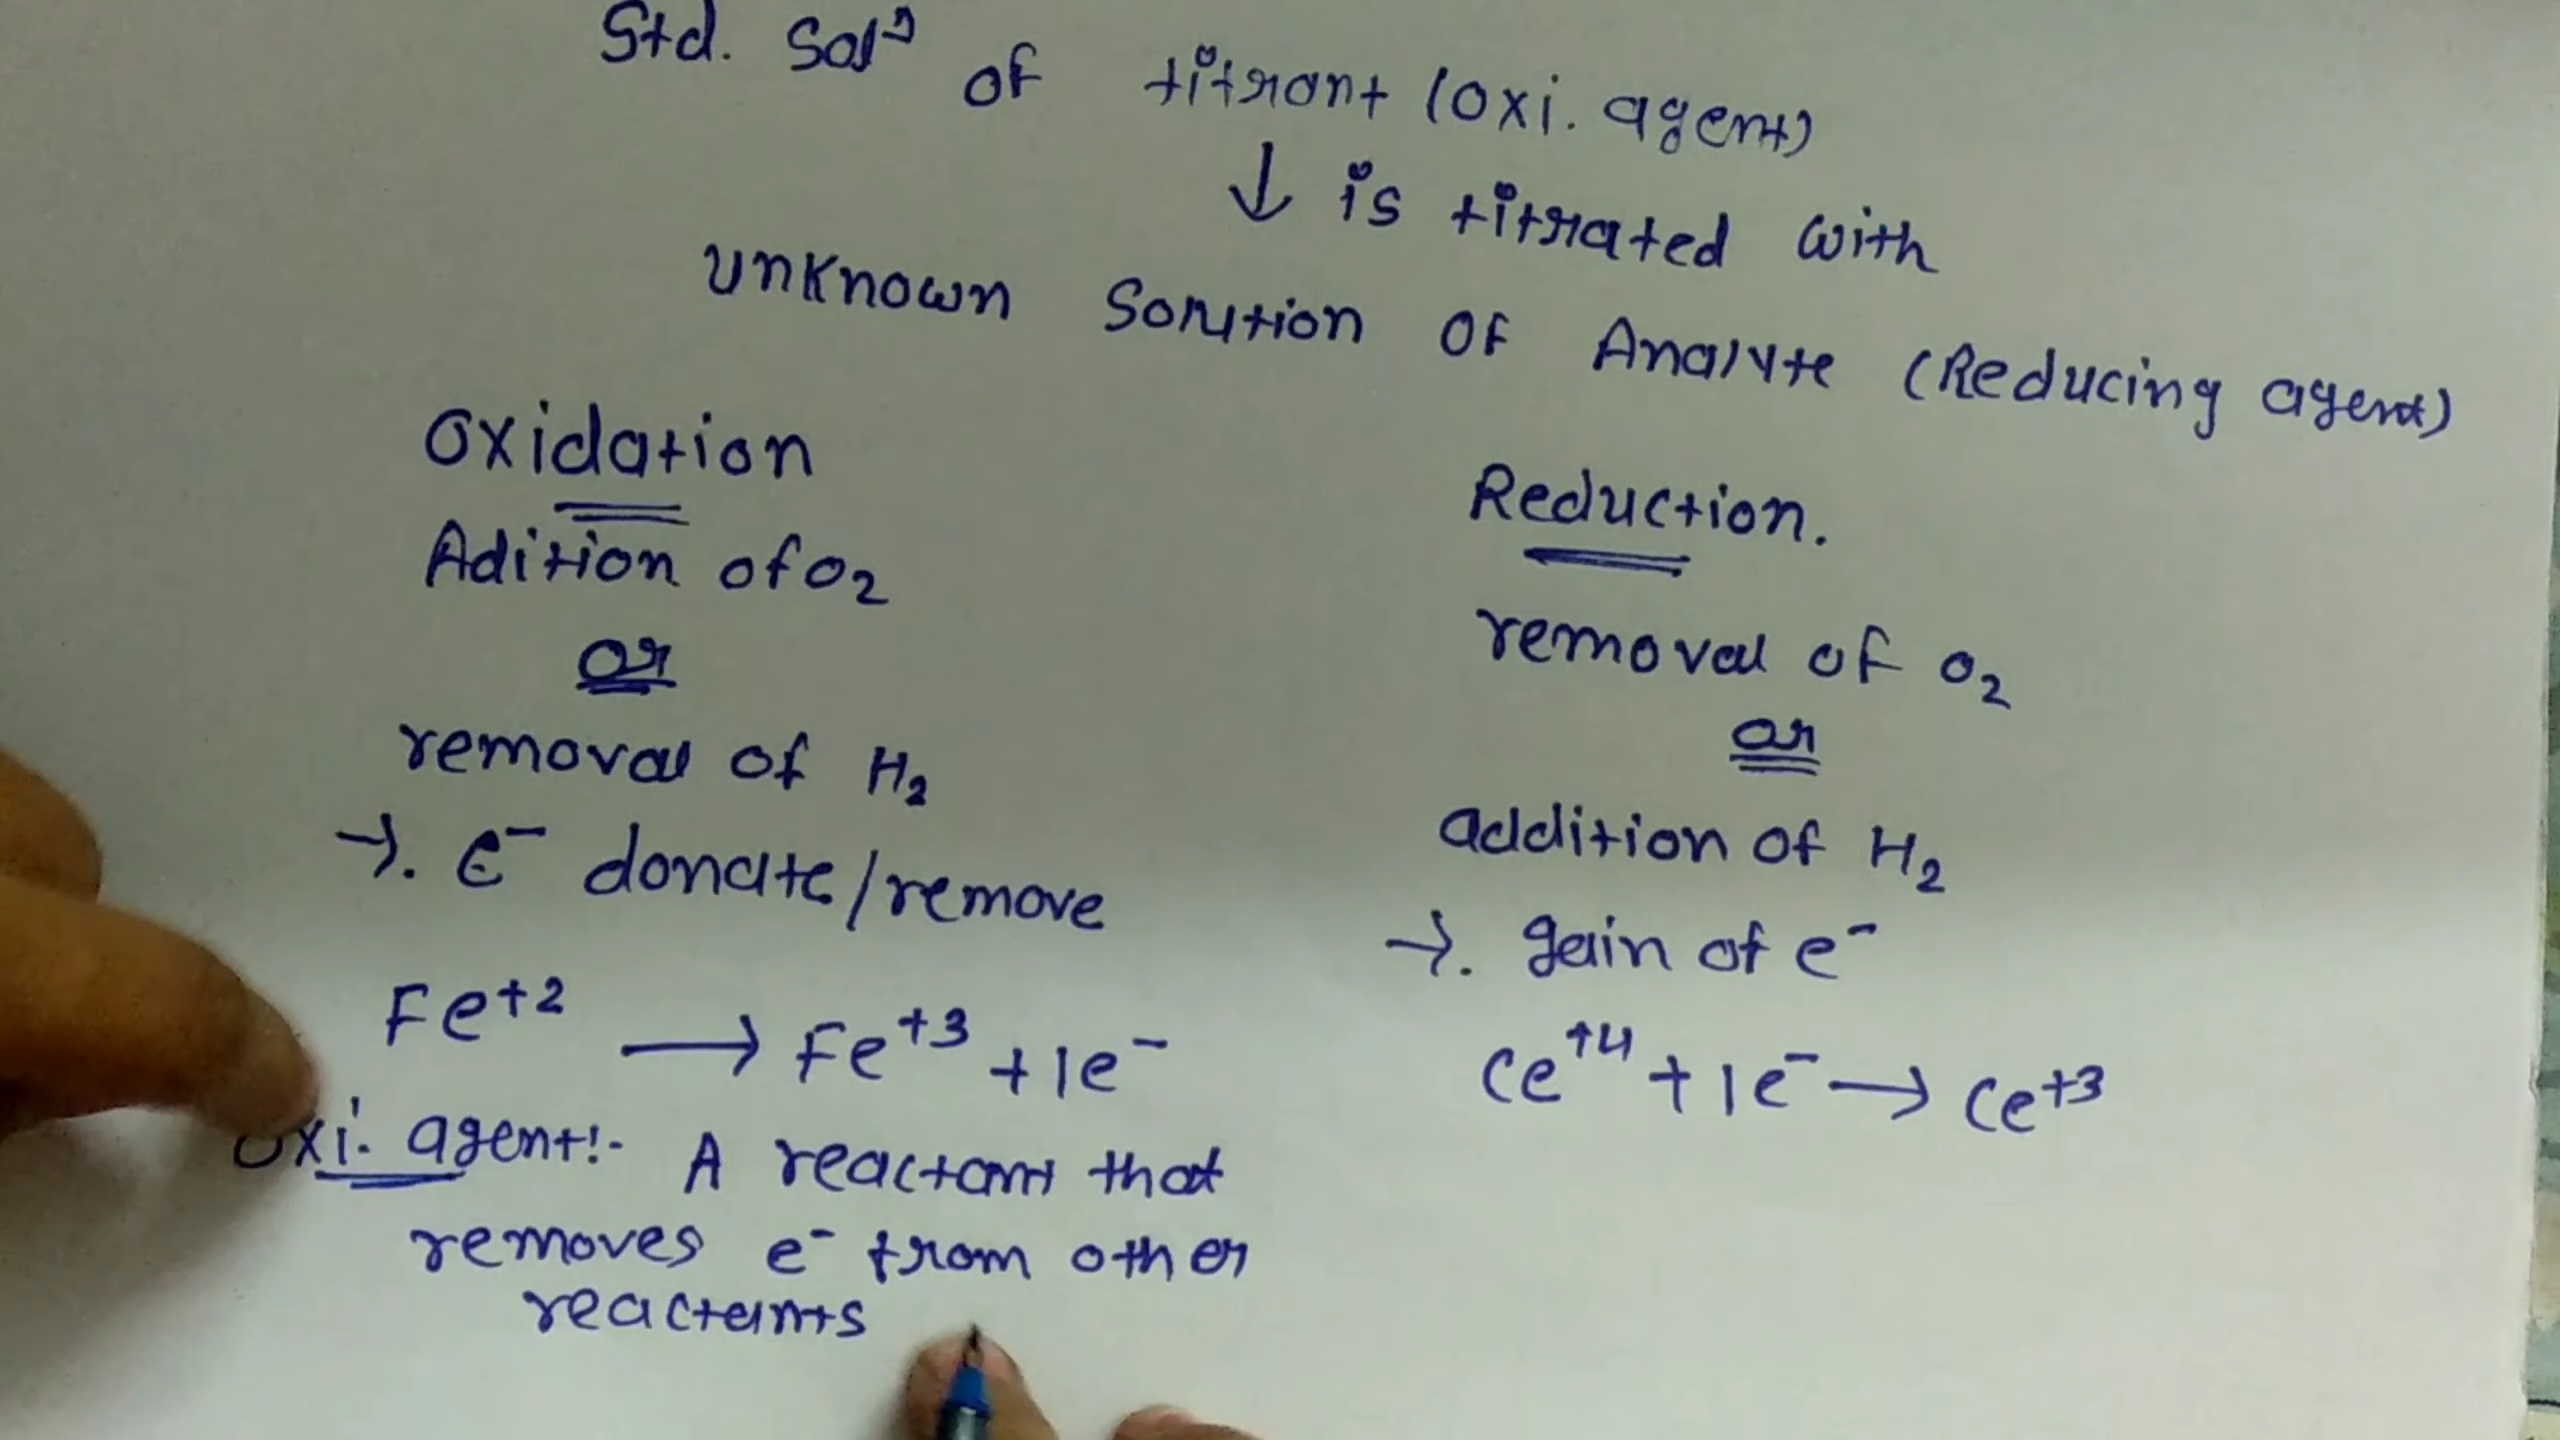 Std. Solⁿ of titrant (oxi. agent)
↓ is titrated with
unknown Solution of Analyte (Reducing agent)
Oxidation
Adition of O₂
or
removal of H₂
→. e⁻ donate/remove
Fe⁺² → Fe⁺³ + 1e⁻
Oxi. agent:- A reactant that
removes e⁻ from other
reactants
Reduction.
removal of O₂
or
addition of H₂
→. gain of e⁻
Ce⁺⁴ + 1e⁻ → Ce⁺³